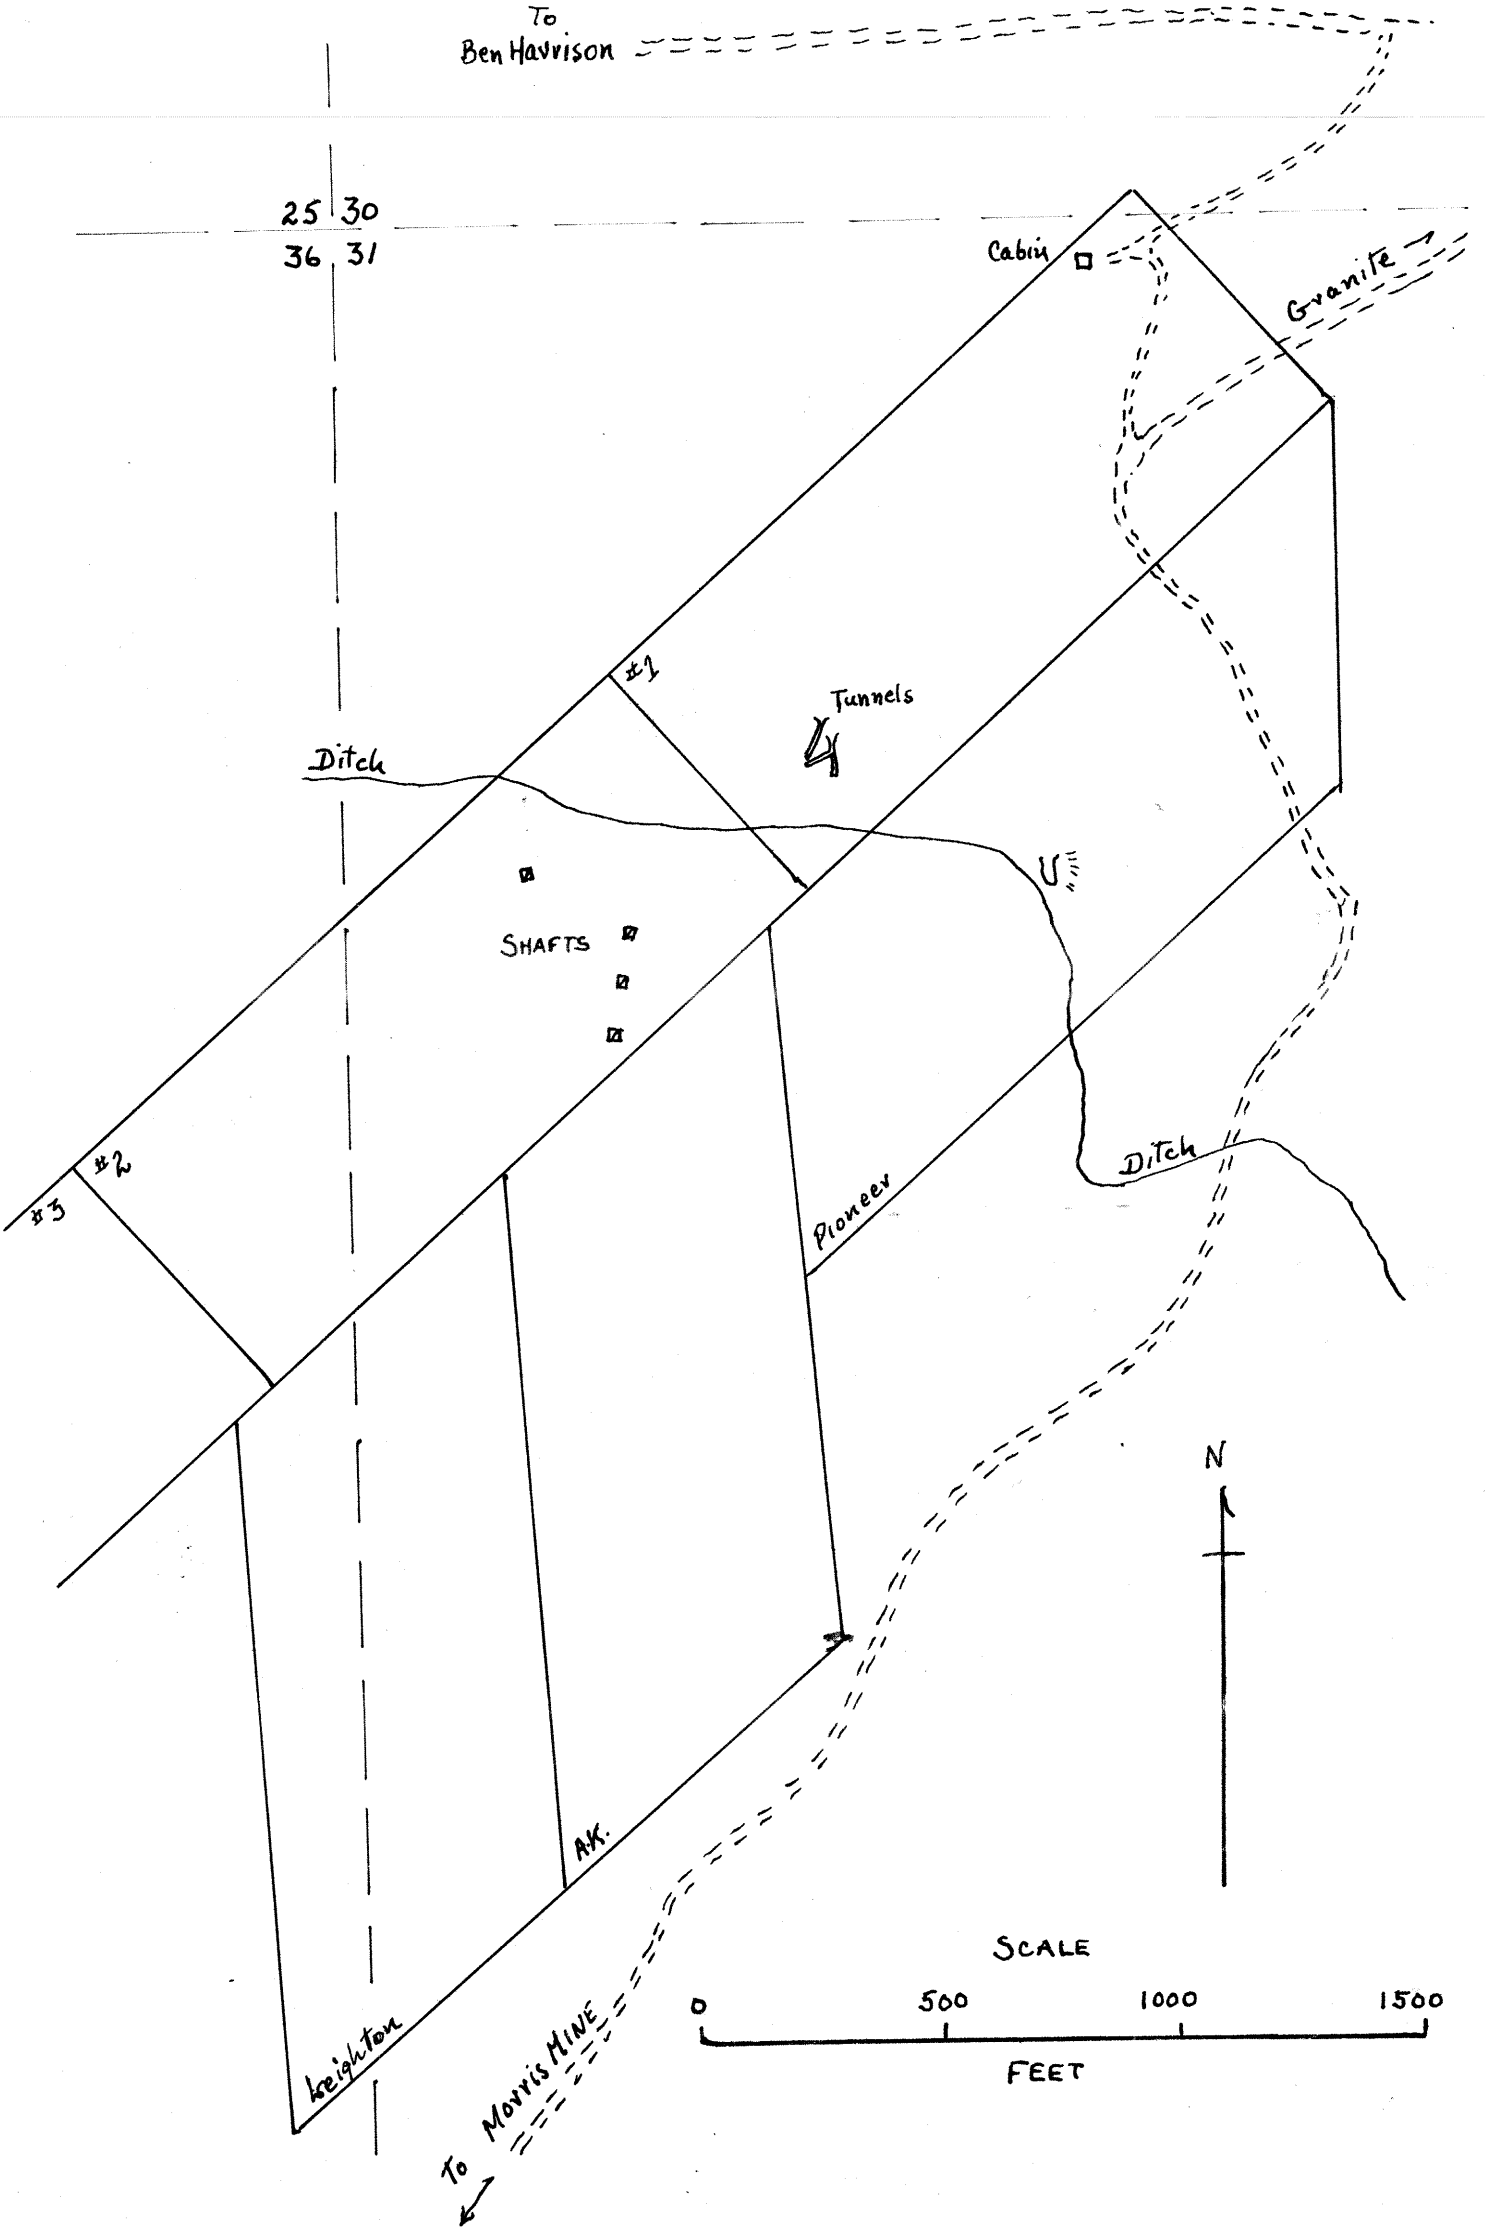 To
Ben Harrison
25 30
36 31
Cabin
Granite
#1
Tunnels
Ditch
SHAFTS
#2
#3
Ditch
Pioneer
N
A.K.
SCALE
0 500 1000 1500
FEET
Leighton
To Morris MINE